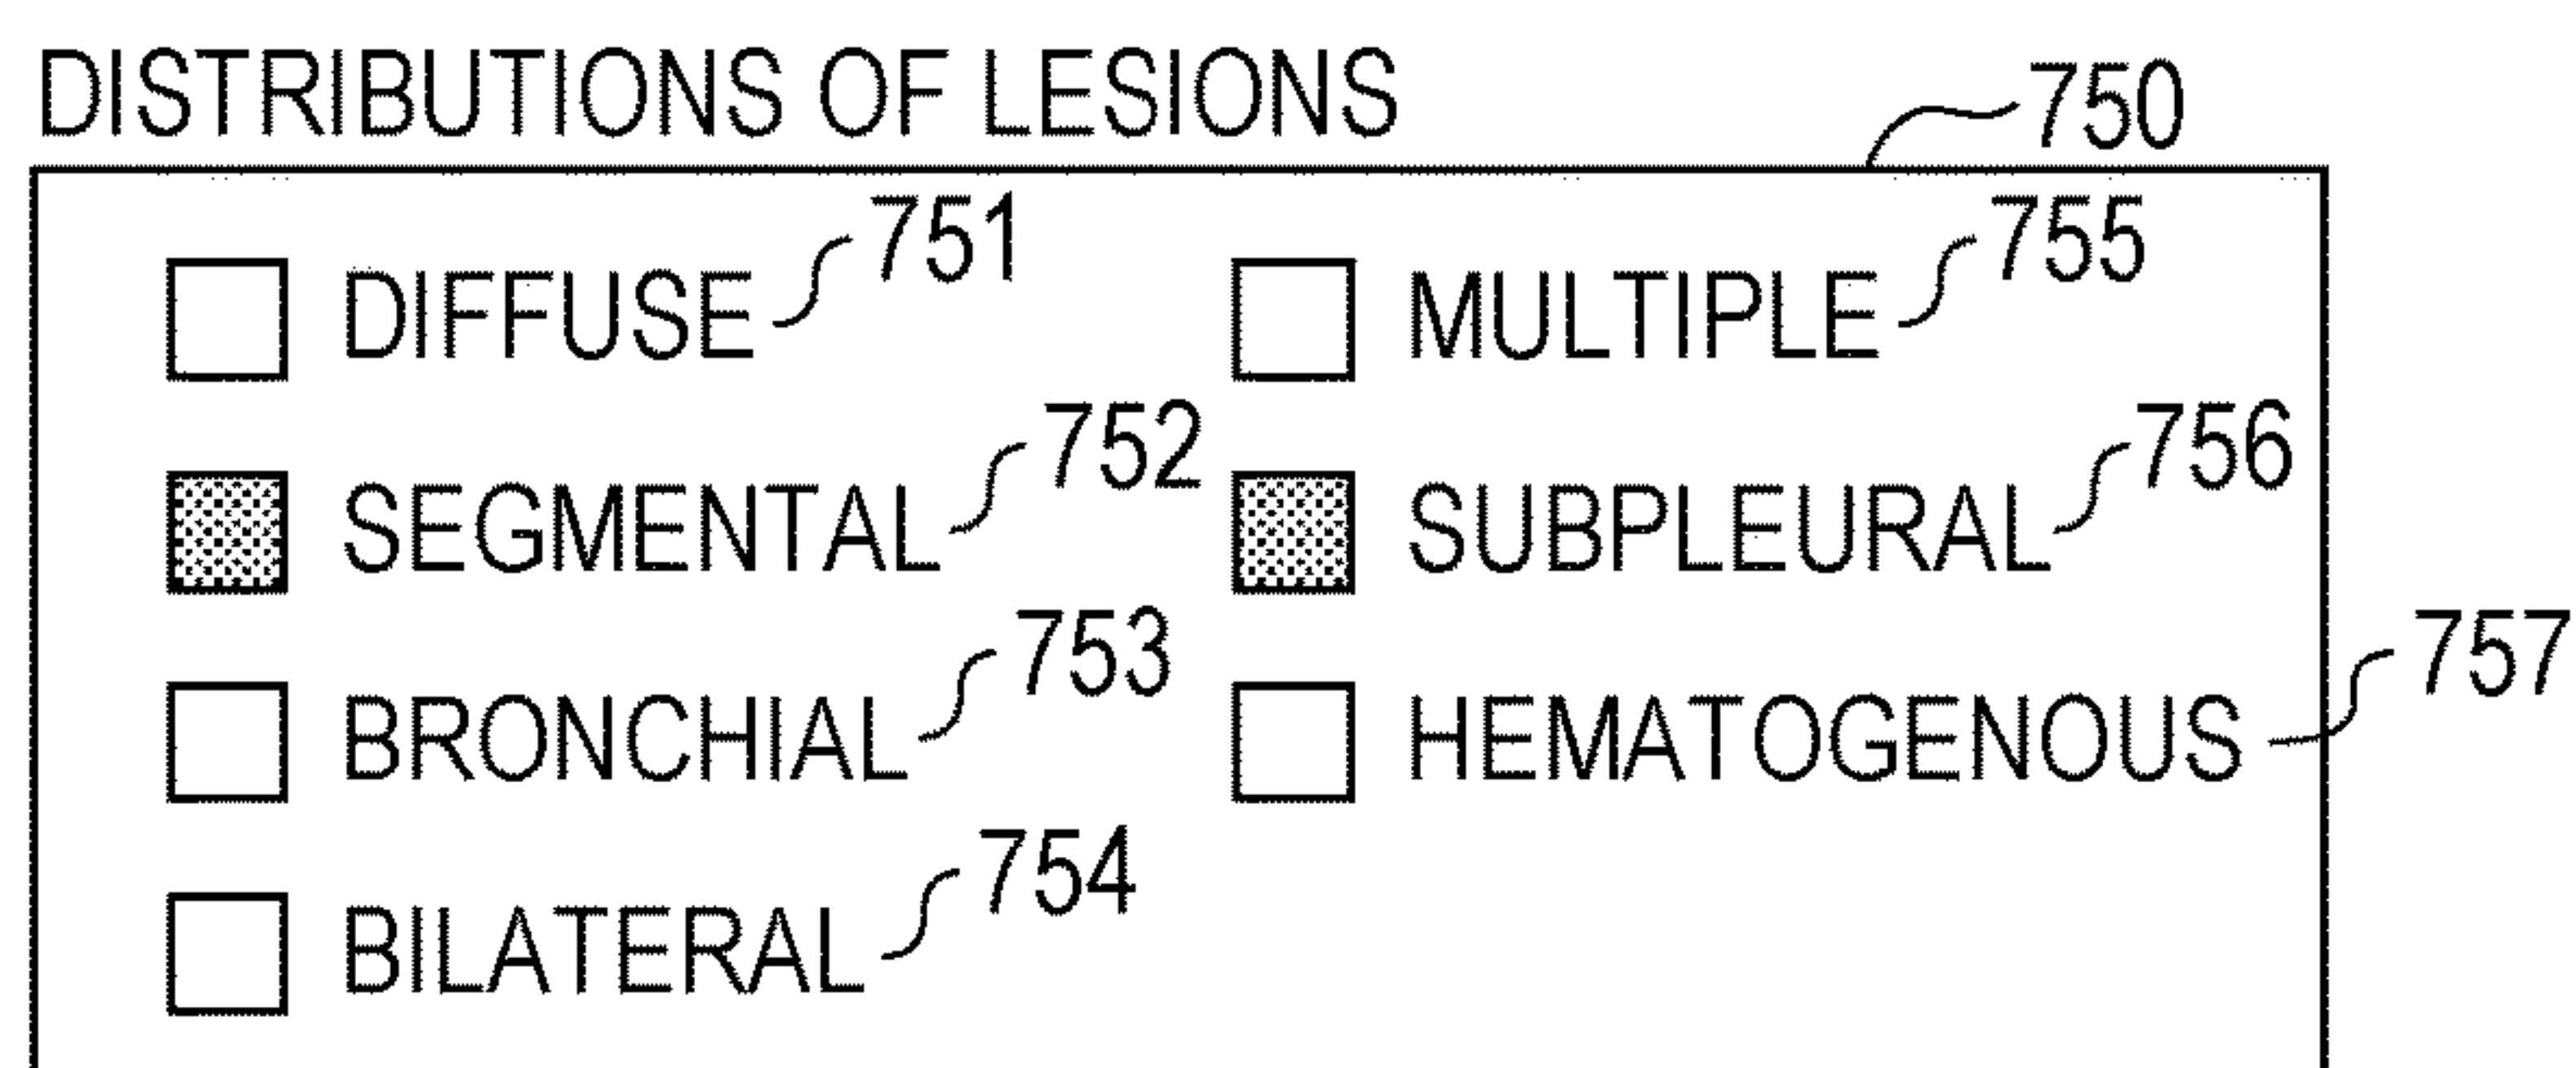 DISTRIBUTIONS OF LESIONS
750
DIFFUSE 751
MULTIPLE 755
SEGMENTAL 752
SUBPLEURAL 756
BRONCHIAL 753
HEMATOGENOUS 757
BILATERAL 754